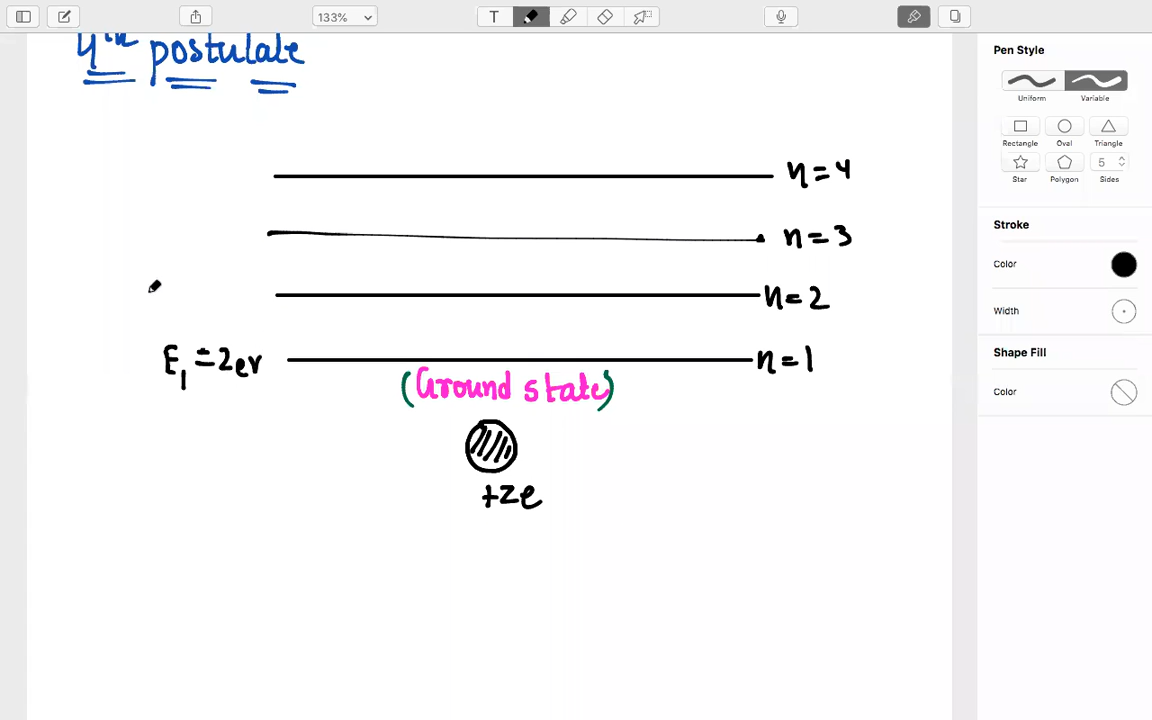 133%
T
Pen Style
4th postulate
Uniform Variable
Rectangle Oval Triangle
5
Star Polygon Sides
n=4
Stroke
n=3
Color
n=2
Width
E1=2ev n=1
Shape Fill
(Ground state)
Color
+ze